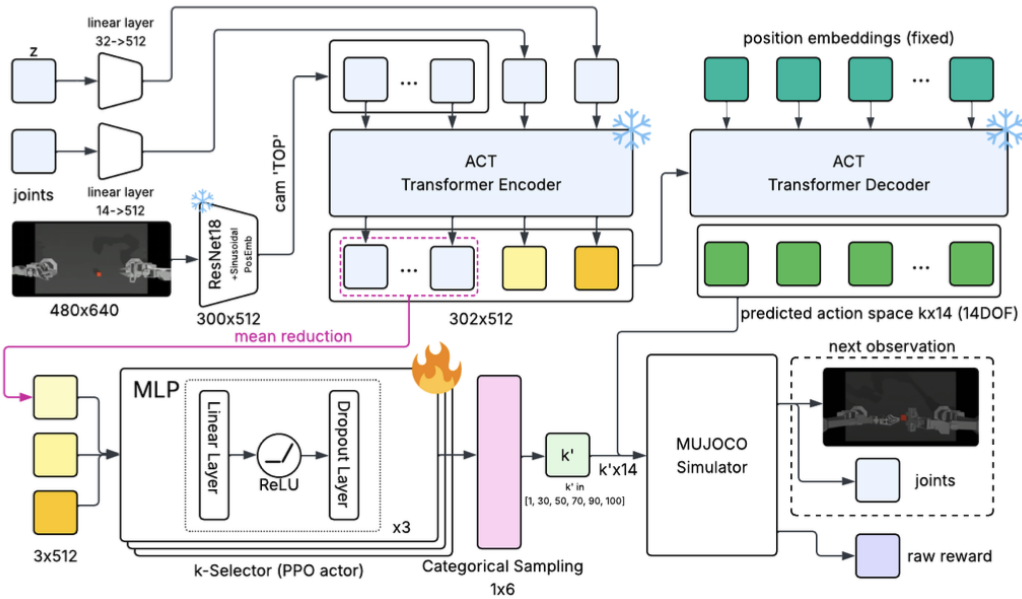 linear layer
32->512
z
joints
linear layer
14->512
480x640
ResNet18
+Sinusoidal
PosEmb
300x512
cam 'TOP'
...
ACT
Transformer Encoder
...
302x512
mean reduction
position embeddings (fixed)
...
ACT
Transformer Decoder
...
predicted action space kx14 (14DOF)
3x512
MLP
Linear Layer
ReLU
Dropout Layer
x3
k-Selector (PPO actor)
Categorical Sampling
1x6
k'
k' in
[1, 30, 50, 70, 90, 100]
k'x14
MUJOCO
Simulator
next observation
joints
raw reward